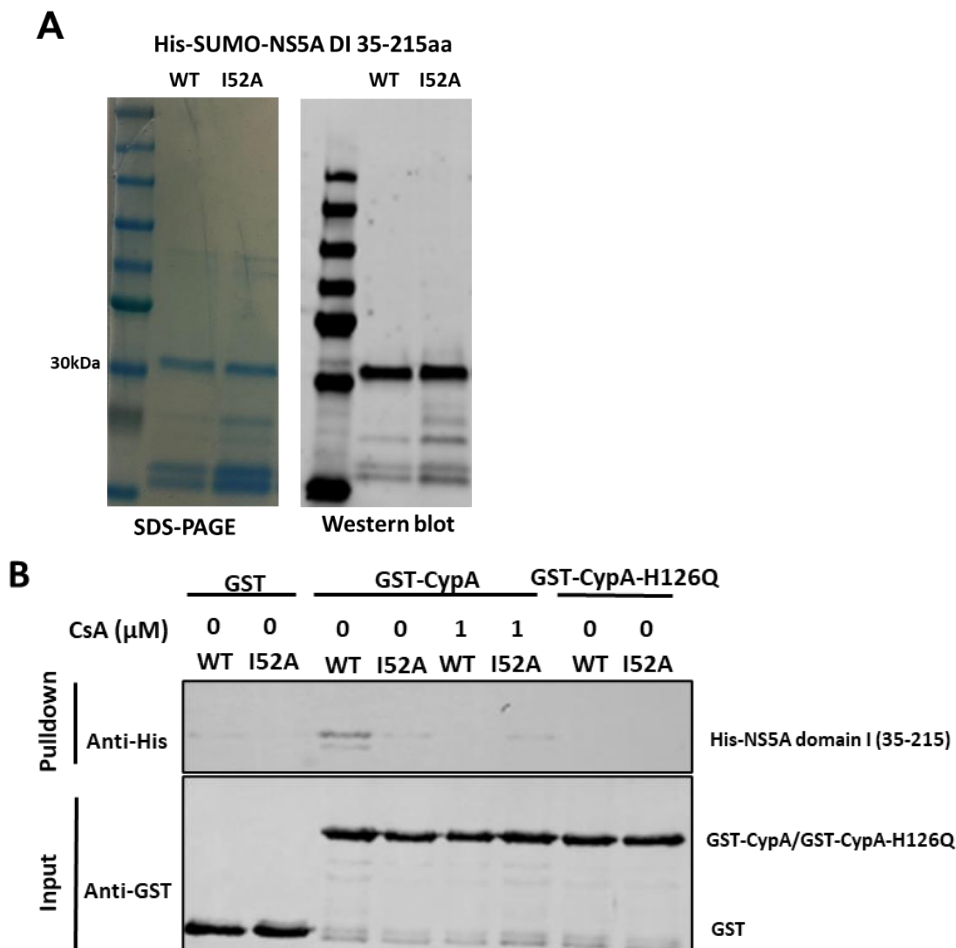 A
His-SUMO-NS5A DI 35-215aa
WT I52A WT I52A
30kDa
SDS-PAGE Western blot
B
GST GST-CypA GST-CypA-H126Q
CsA (µM) 0 0 0 0 1 1 0 0
WT I52A WT I52A WT I52A WT I52A
Pulldown Anti-His His-NS5A domain I (35-215)
Input Anti-GST GST-CypA/GST-CypA-H126Q
GST